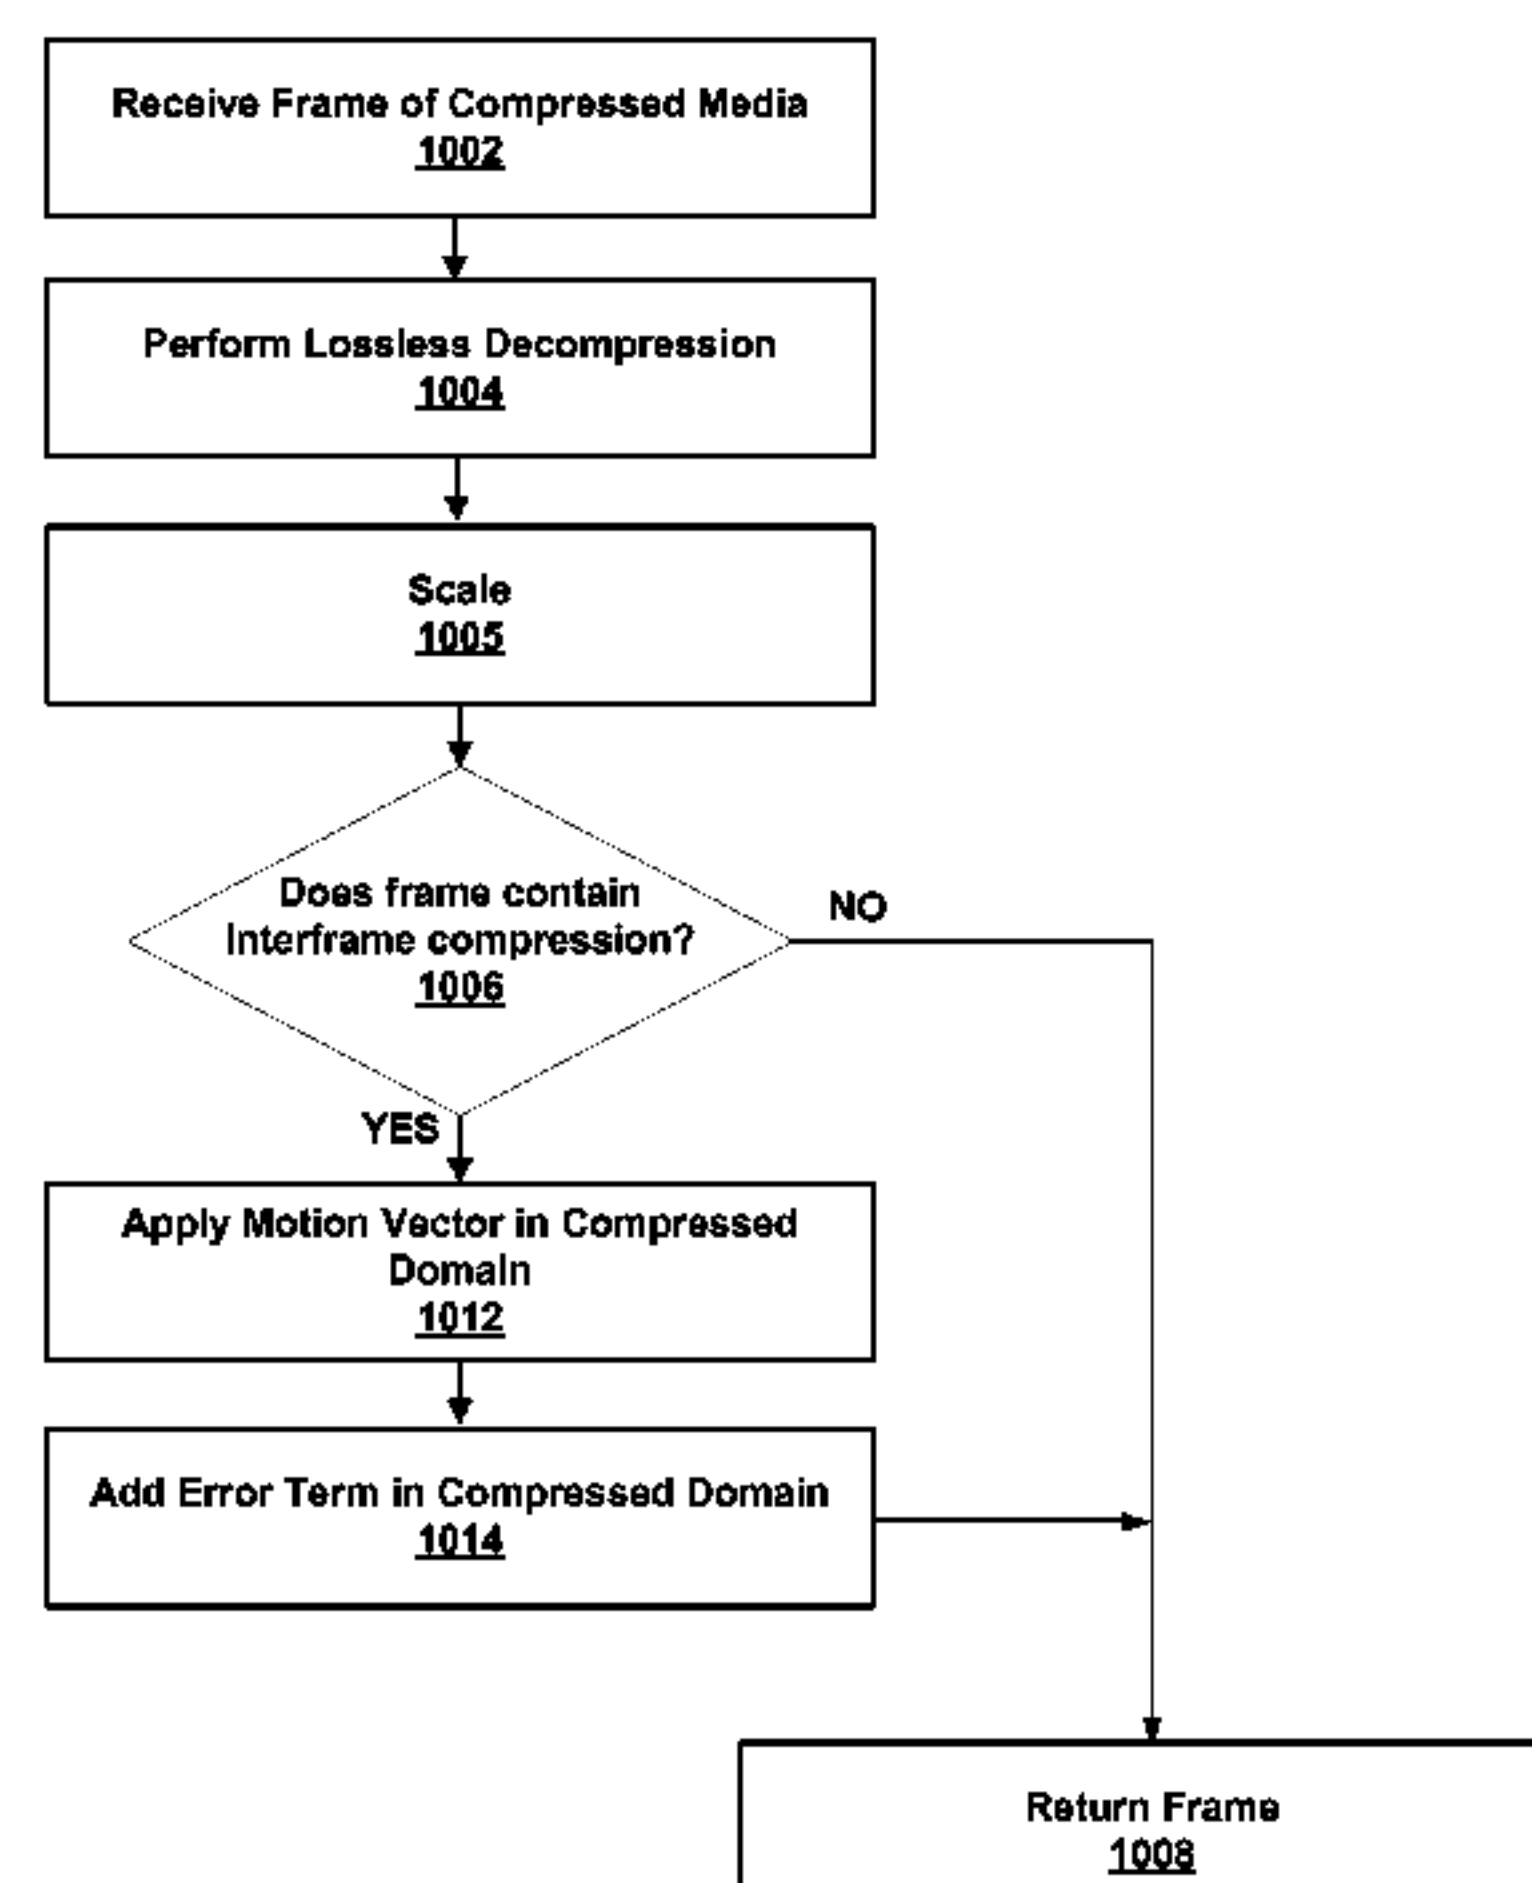 Receive Frame of Compressed Media
1002
Perform Lossless Decompression
1004
Scale
1005
Does frame contain
Interframe compression?
1006
NO
YES
Apply Motion Vector in Compressed
Domain
1012
Add Error Term in Compressed Domain
1014
Return Frame
1008